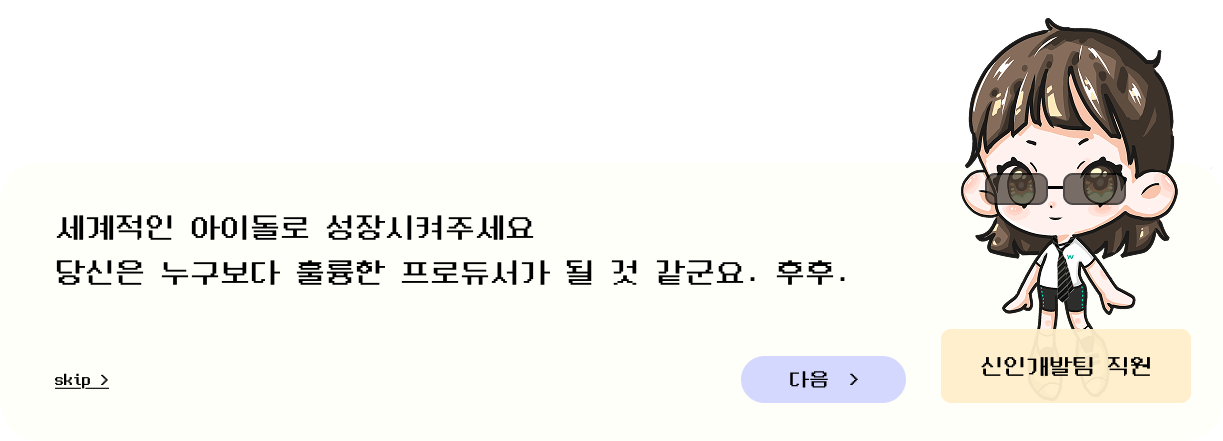 세계적인 아이돌로 성장시켜주세요
당신은 누구보다 훌륭한 프로듀서가 될 것 같군요. 후후.
skip >
다음 >
신인개발팀 직원
w